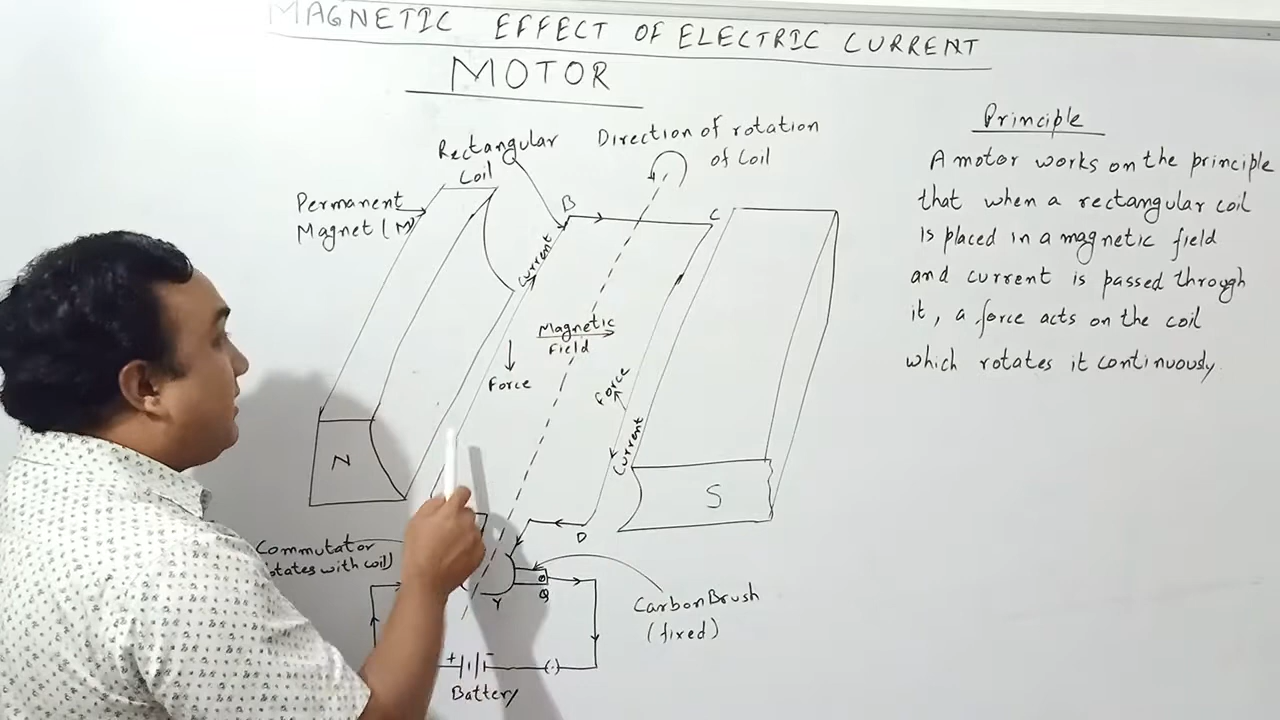 MAGNETIC EFFECT OF ELECTRIC CURRENT
MOTOR
Rectangular
Coil
Direction of rotation
of Coil
Permanent
Magnet (M)
B
C
Current
Magnetic
Field
Force
Force
Current
N
S
D
Commutator
rotates with coil)
Y
Q
Carbon Brush
(fixed)
+ -
(.)
Battery
Principle
A motor works on the principle
that when a rectangular coil
is placed in a magnetic field
and current is passed through
it, a force acts on the coil
which rotates it continuously.